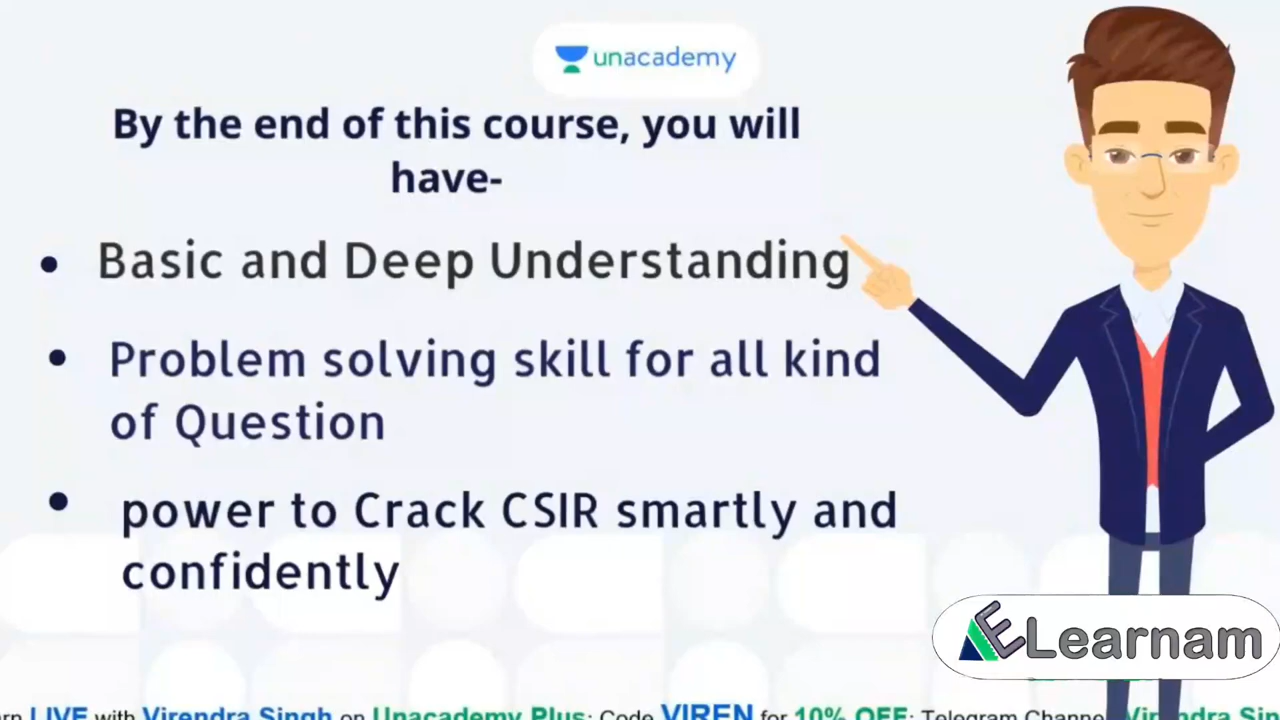 unacademy
By the end of this course, you will
have-
• Basic and Deep Understanding
• Problem solving skill for all kind
of Question
• power to Crack CSIR smartly and
confidently
ELearnam
LIVE with Virendra Singh on Unacademy Plus; Code VIREN for 10% OFF; Telegram